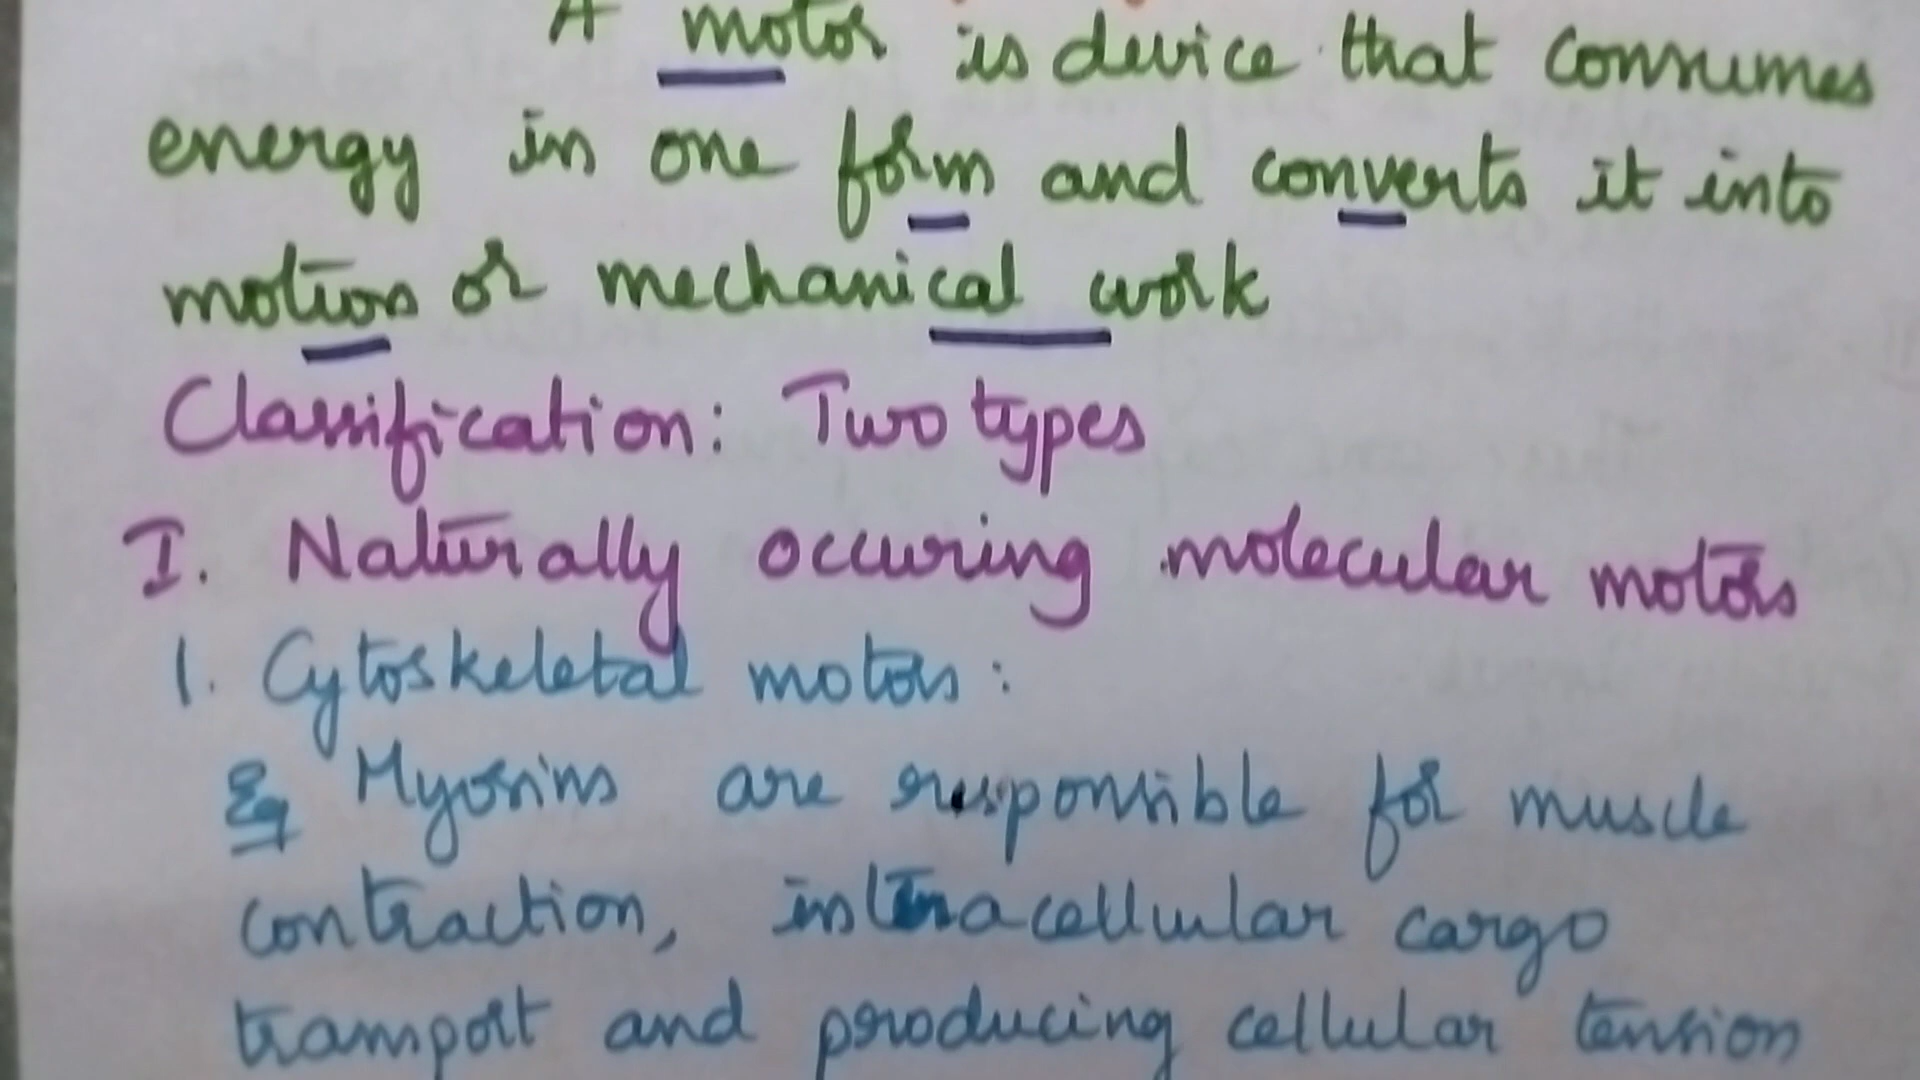 A motor is device that consumes
energy in one form and converts it into
motion or mechanical work
Classification: Two types
I. Naturally occuring molecular motors
1. Cytoskeletal motors:
Eg Myosins are responsible for muscle
contraction, intracellular cargo
transport and producing cellular tension